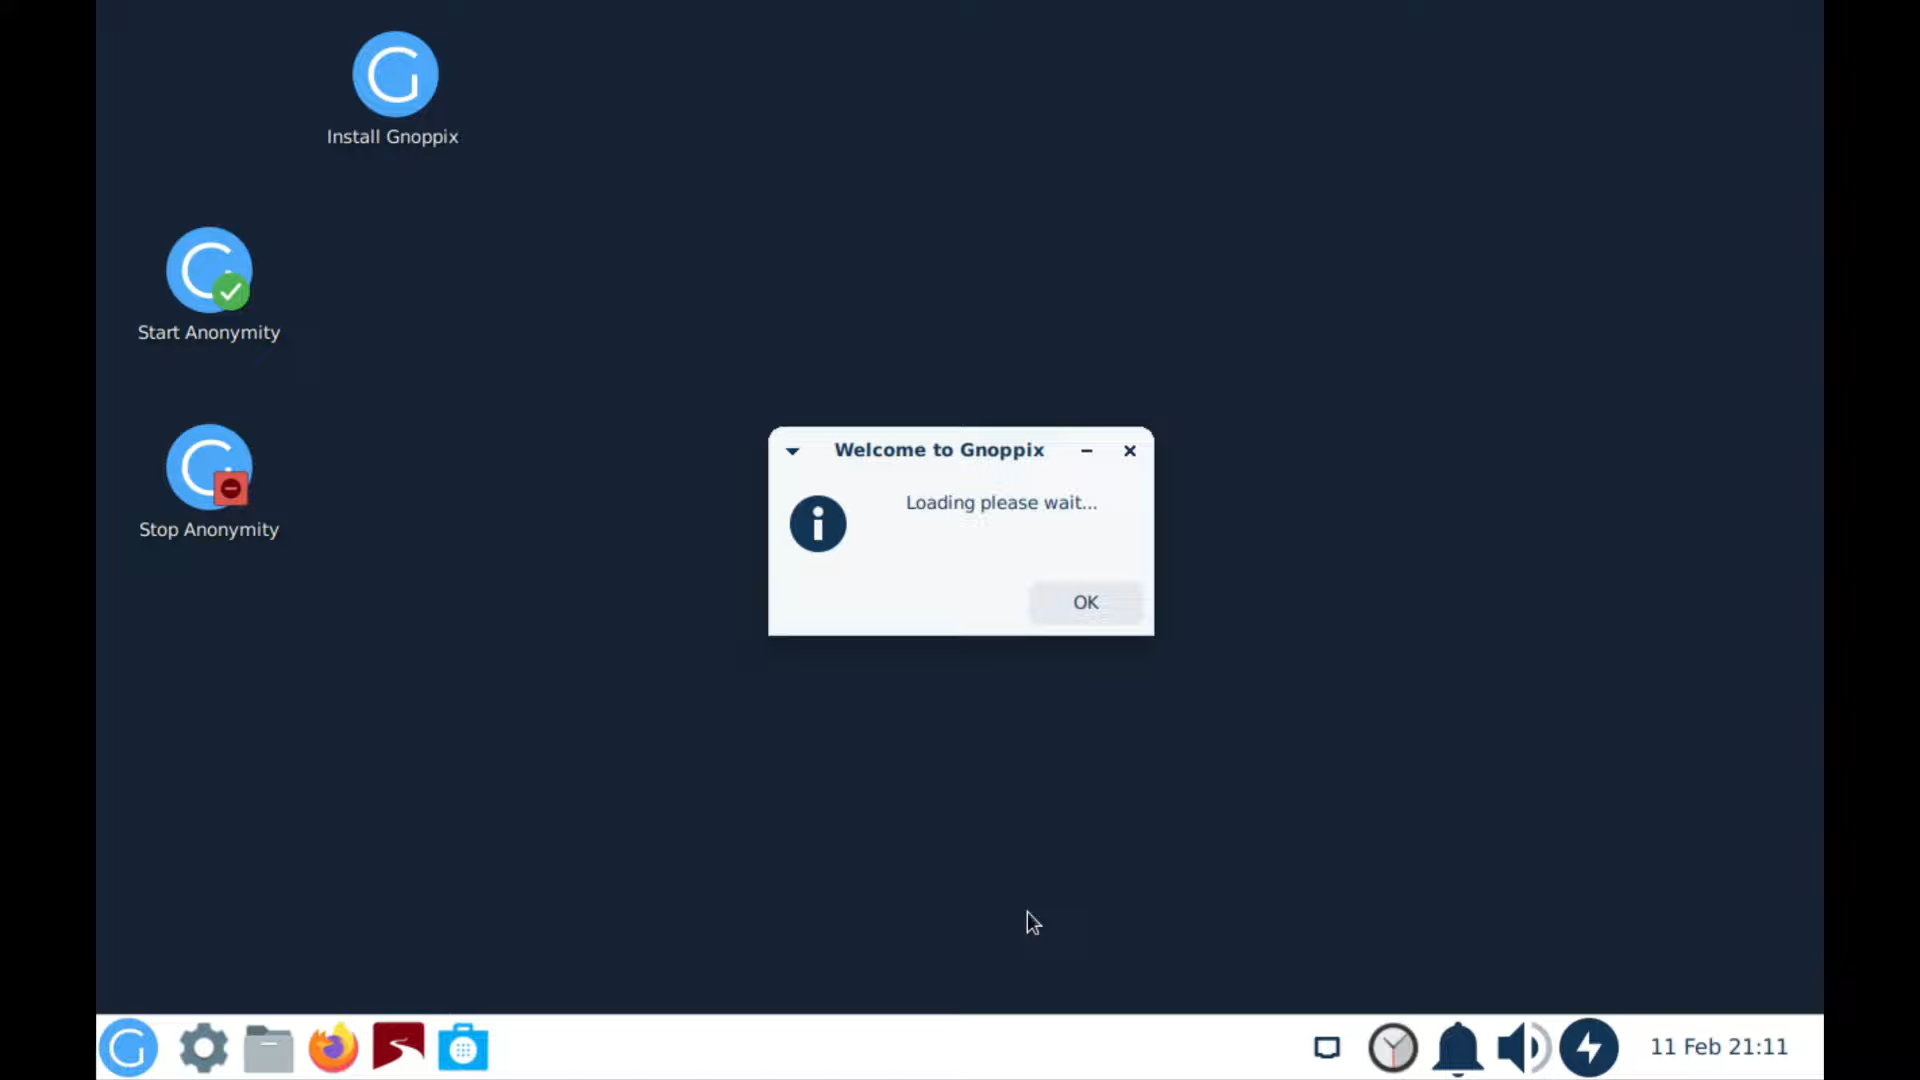 Install Gnoppix
Start Anonymity
Stop Anonymity
Welcome to Gnoppix
Loading please wait...
OK
11 Feb 21:11